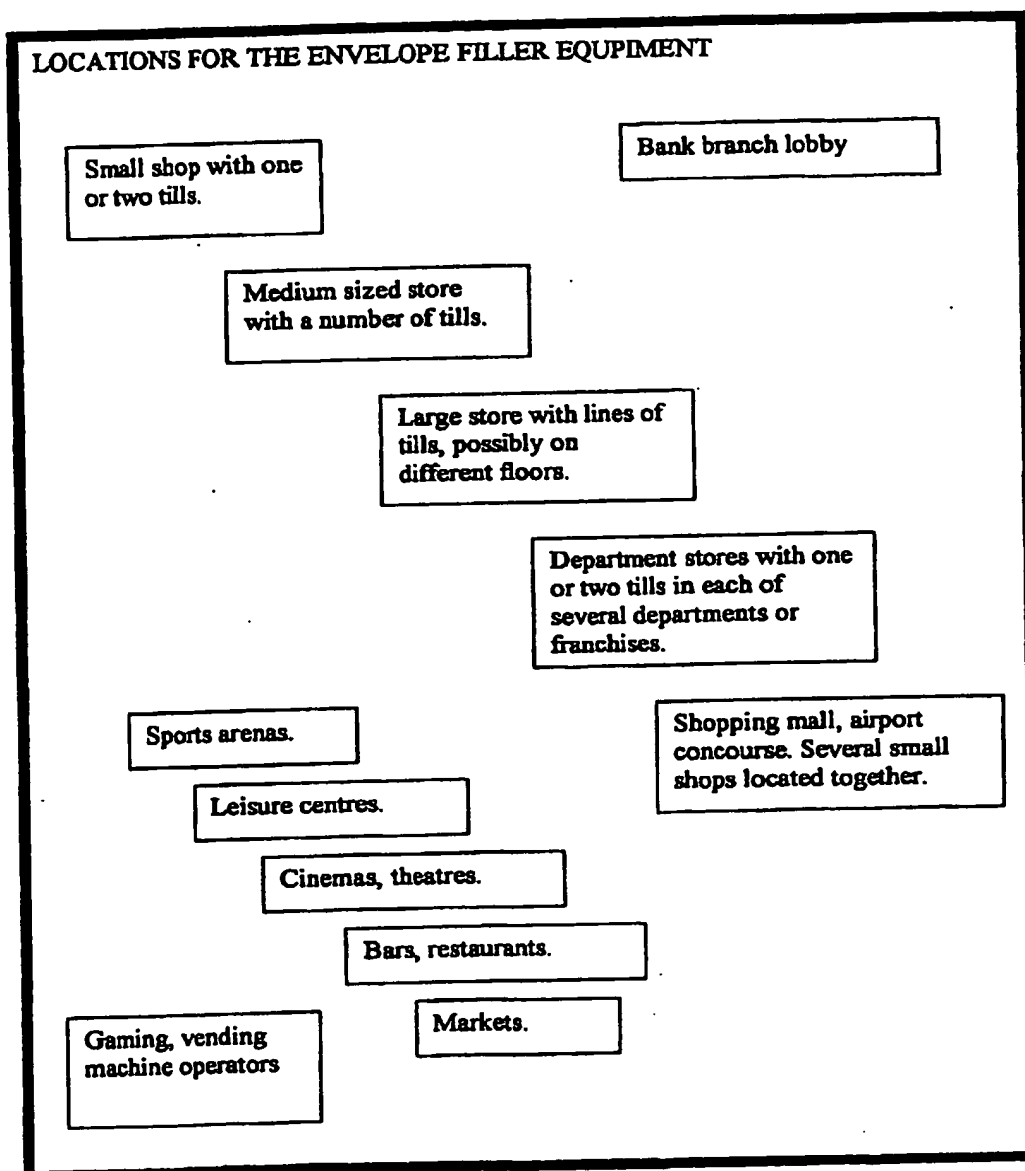 LOCATIONS FOR THE ENVELOPE FILLER EQUPIMENT
Small shop with one
or two tills.
Bank branch lobby
Medium sized store
with a number of tills.
Large store with lines of
tills, possibly on
different floors.
Department stores with one
or two tills in each of
several departments or
franchises.
Sports arenas.
Shopping mall, airport
concourse. Several small
shops located together.
Leisure centres.
Cinemas, theatres.
Bars, restaurants.
Markets.
Gaming, vending
machine operators